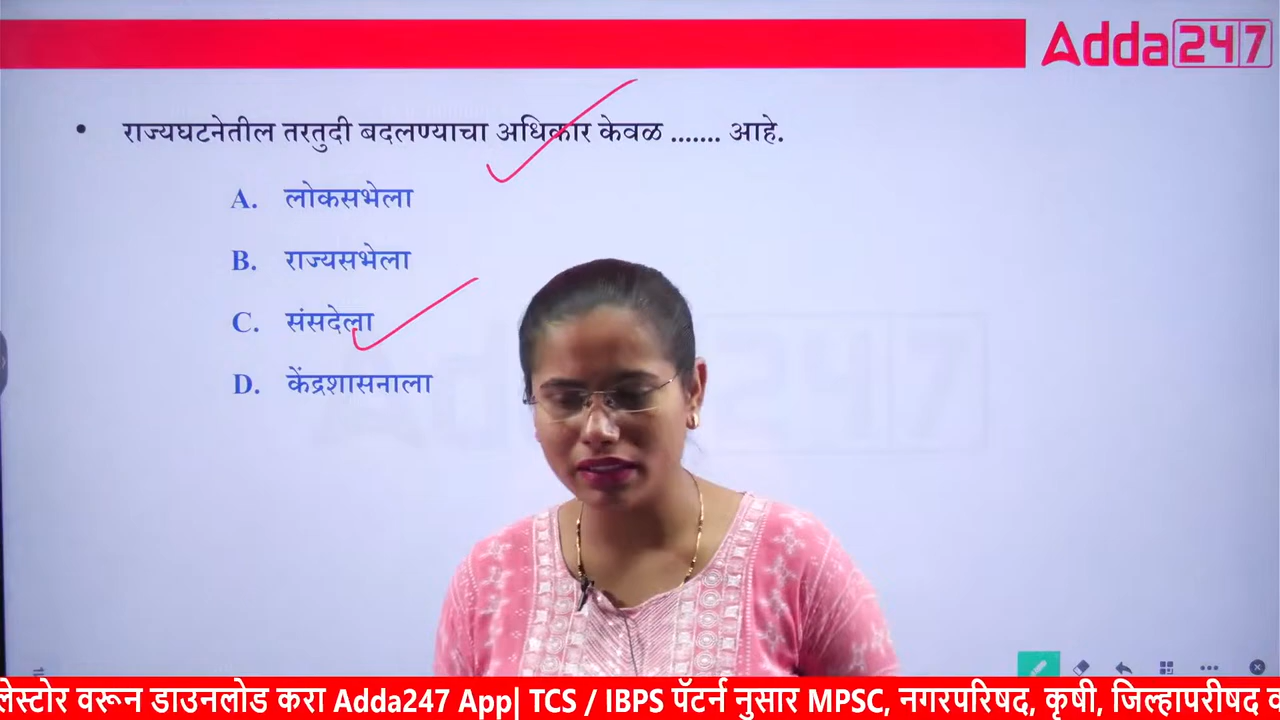 Adda247
• राज्यघटनेतील तरतुदी बदलण्याचा अधिकार केवळ ....... आहे.
A. लोकसभेला
B. राज्यसभेला
C. संसदेला
D. केंद्रशासनाला
लेस्टोर वरून डाउनलोड करा Adda247 App| TCS / IBPS पॅटर्न नुसार MPSC, नगरपरिषद, कृषी, जिल्हापरीषद